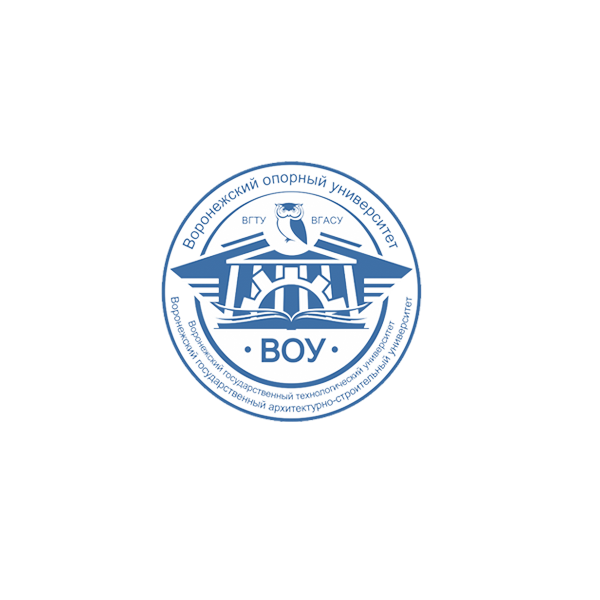 Воронежский опорный университет
ВГТУ ВГАСУ
· ВОУ ·
Воронежский государственный технологический университет
Воронежский государственный архитектурно-строительный университет